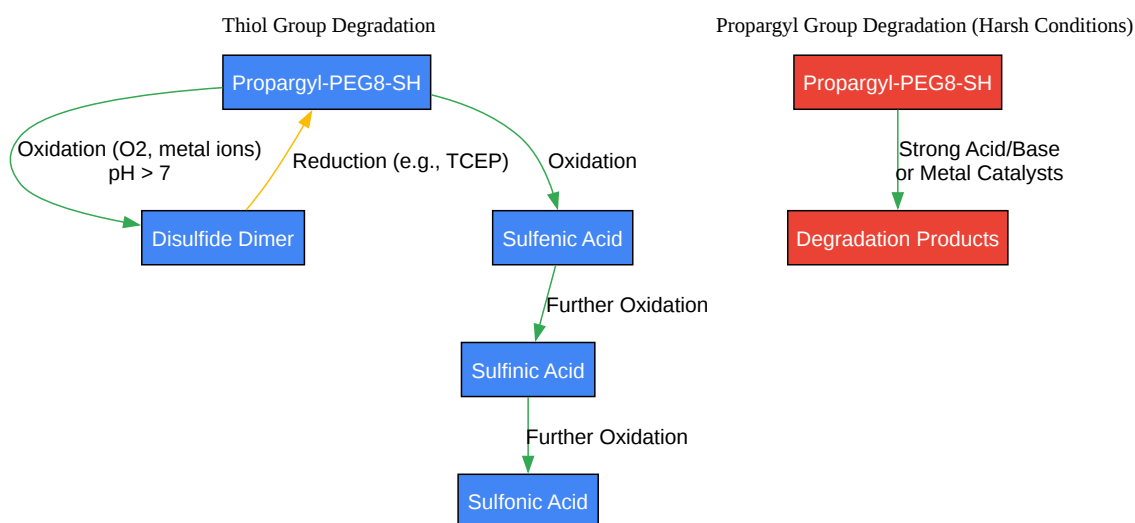 Thiol Group Degradation
Propargyl Group Degradation (Harsh Conditions)
Propargyl-PEG8-SH
Propargyl-PEG8-SH
Oxidation (O2, metal ions)
pH > 7
Reduction (e.g., TCEP)
Oxidation
Strong Acid/Base
or Metal Catalysts
Disulfide Dimer
Sulfenic Acid
Degradation Products
Further Oxidation
Sulfinic Acid
Further Oxidation
Sulfonic Acid